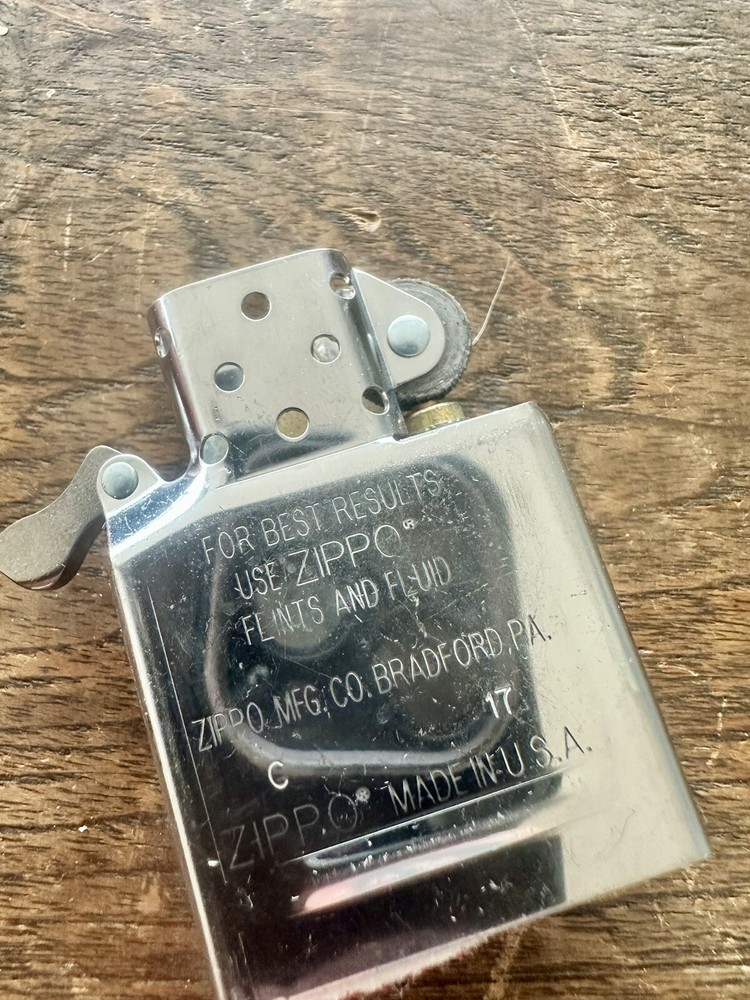 FOR BEST RESULTS
USE ZIPPO®
FLINTS AND FLUID
ZIPPO. MFG. CO. BRADFORD, PA.
C 17
ZIPPO® MADE IN U.S.A.